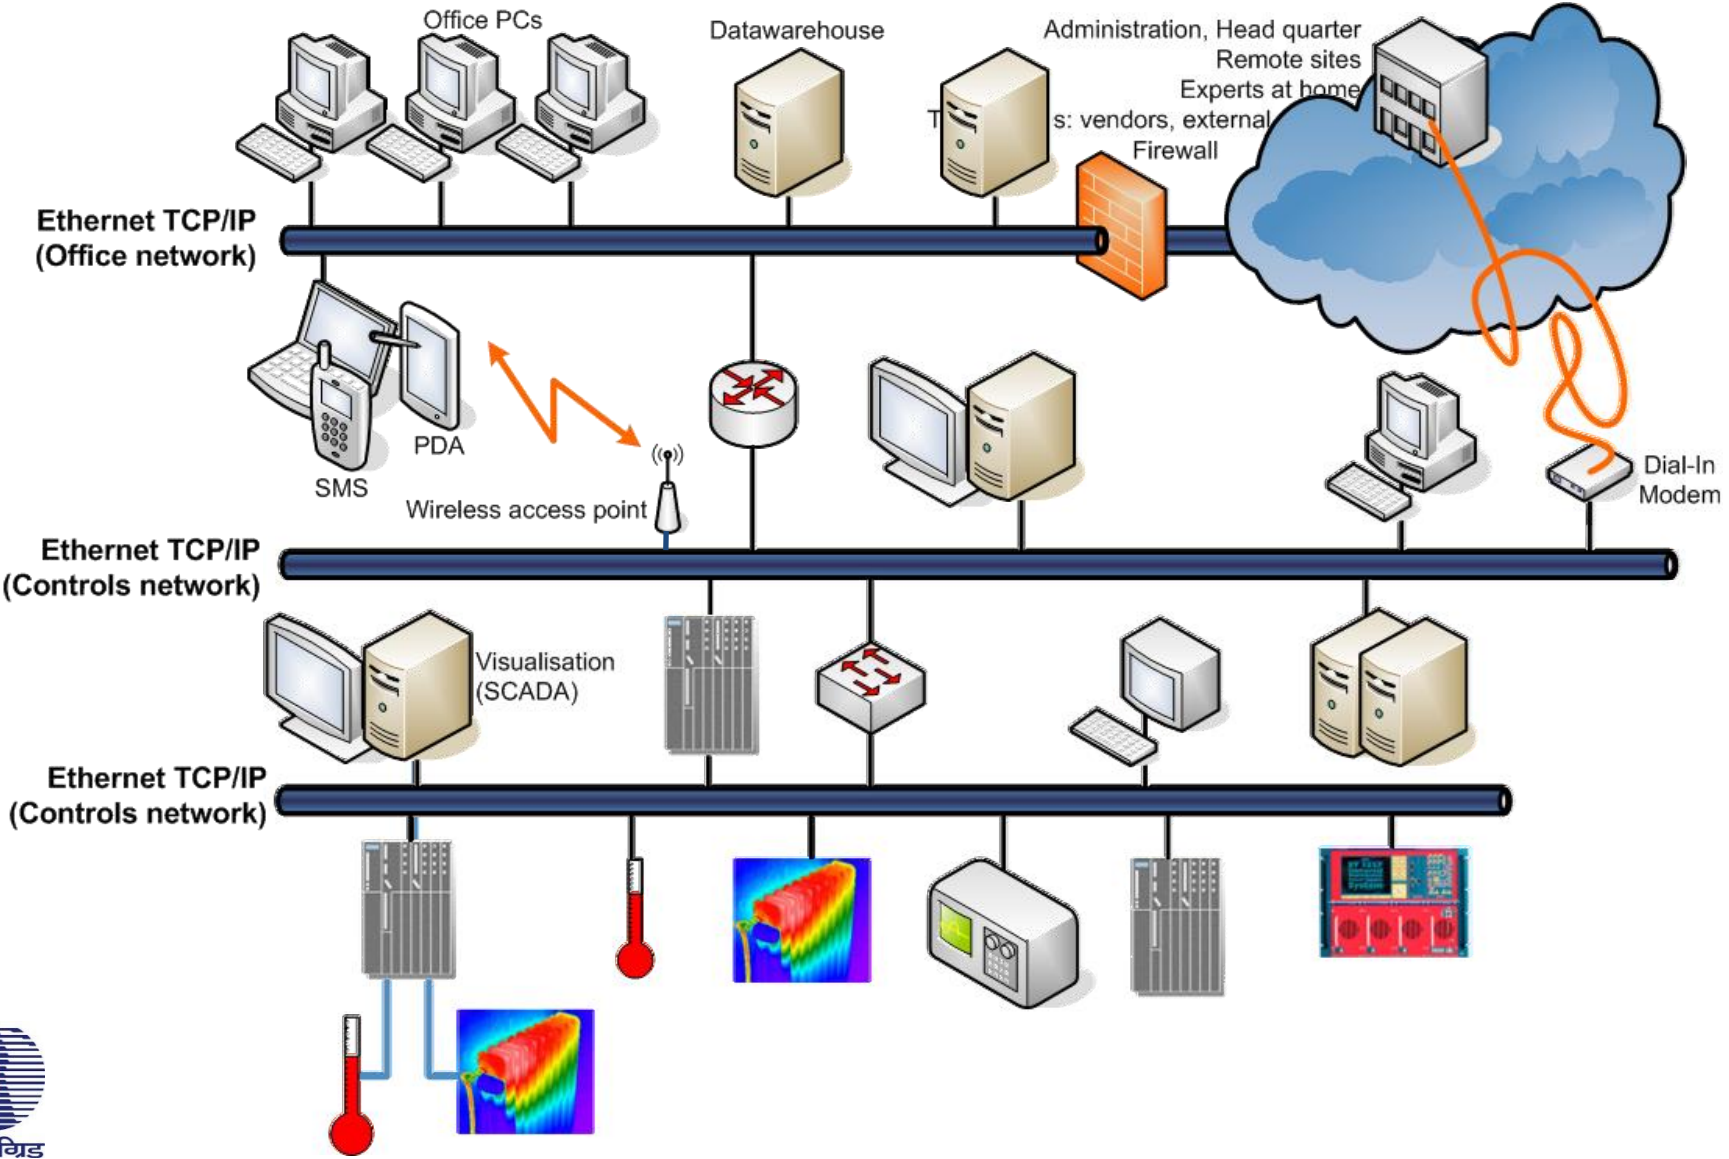 Office PCs
Datawarehouse
Administration, Head quarter
Remote sites
Experts at home
s: vendors, external
Firewall
Ethernet TCP/IP
(Office network)
PDA
SMS
Wireless access point
Dial-In
Modem
Ethernet TCP/IP
(Controls network)
Visualisation
(SCADA)
Ethernet TCP/IP
(Controls network)
ग्रिड